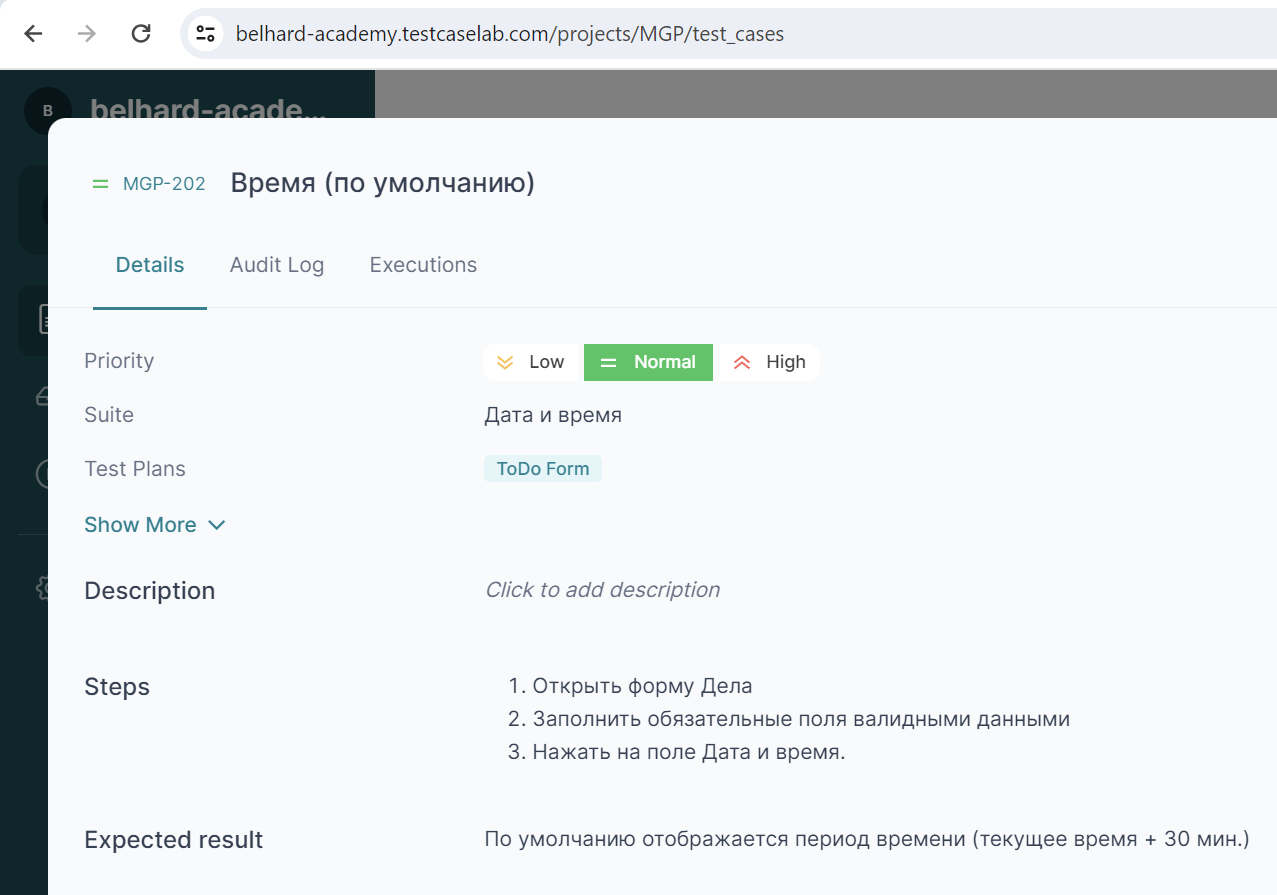 belhard-academy.testcaselab.com/projects/MGP/test_cases
B belhard-acade...
MGP-202 Время (по умолчанию)
Details Audit Log Executions
Priority Low Normal High
Suite Дата и время
Test Plans ToDo Form
Show More
Description Click to add description
Steps 1. Открыть форму Дела
2. Заполнить обязательные поля валидными данными
3. Нажать на поле Дата и время.
Expected result По умолчанию отображается период времени (текущее время + 30 мин.)